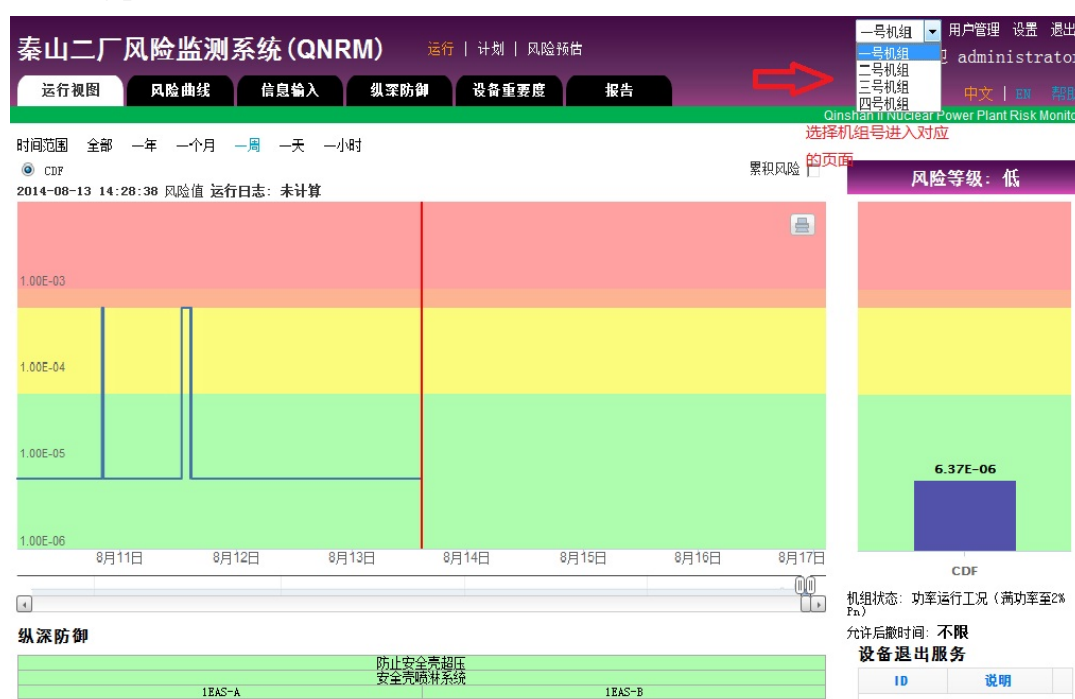 一号机组 用户管理 设置 退出
秦山二厂风险监测系统(QNRM) 运行 | 计划 | 风险预估
一号机组
二号机组
三号机组
四号机组
administrator
中文 | EN 帮助
运行视图 风险曲线 信息输入 纵深防御 设备重要度 报告
Qinshan II Nuclear Power Plant Risk Monito
选择机组号进入对应
的页面
时间范围 全部 一年 一个月 一周 一天 一小时
CDF
累积风险
2014-08-13 14:28:38 风险值 运行日志: 未计算
风险等级: 低
1.00E-03
1.00E-04
1.00E-05
1.00E-06
8月11日 8月12日 8月13日 8月14日 8月15日 8月16日 8月17日
6.37E-06
CDF
机组状态: 功率运行工况 (满功率至2%
Pn)
允许后撤时间: 不限
纵深防御
防止安全壳超压
安全壳喷淋系统
1EAS-A 1EAS-B
设备退出服务
ID 说明